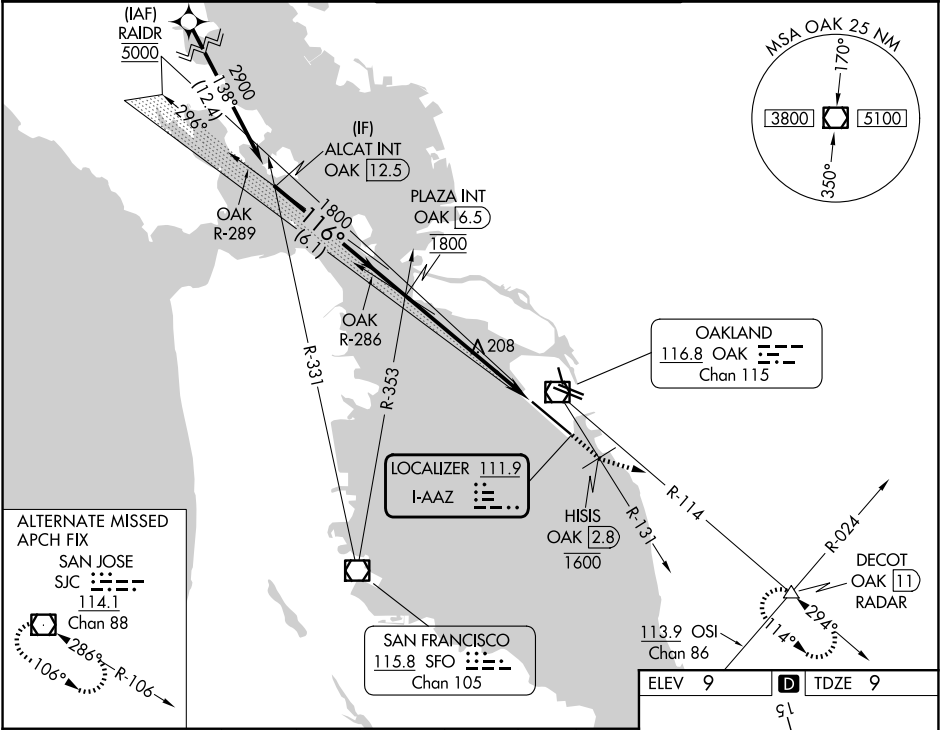 (IAF)
RAIDR
5000
2900
138°
(12.4)
296°
(IF)
ALCAT INT
OAK 12.5
PLAZA INT
OAK 6.5
1800
OAK
R-289
1800
116°
(6.1)
OAK
R-286
R-331
R-353
208
MSA OAK 25 NM
170°
3800
5100
350°
OAKLAND
116.8 OAK
Chan 115
LOCALIZER 111.9
I-AAZ
HISIS
OAK 2.8
1600
R-131
R-114
R-024
DECOT
OAK 11
RADAR
294°
114°
113.9 OSI
Chan 86
SAN FRANCISCO
115.8 SFO
Chan 105
ALTERNATE MISSED
APCH FIX
SAN JOSE
SJC
114.1
Chan 88
286°
R-106
106°
ELEV 9
D
TDZE 9
15